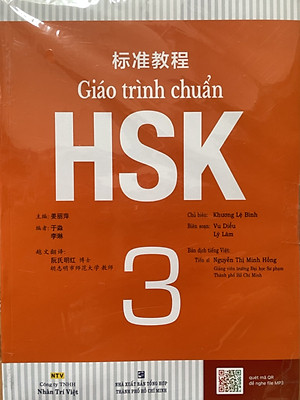 标准教程
Giáo trình chuẩn
HSK
主编: 姜丽萍
Chủ biên: Khương Lệ Bình
编者: 于淼
Biên soạn: Vu Diểu
李琳
Lý Lâm
越文翻译:
Bản dịch tiếng Việt:
阮氏明红 博士
Tiến sĩ Nguyễn Thị Minh Hồng
胡志明市师范大学教师
Giảng viên trường Đại học Sư phạm
Thành phố Hồ Chí Minh
3
NTV
Công ty TNHH
Nhân Trí Việt
NHÀ XUẤT BẢN TỔNG HỢP
THÀNH PHỐ HỒ CHÍ MINH
quét mã QR
để nghe file MP3